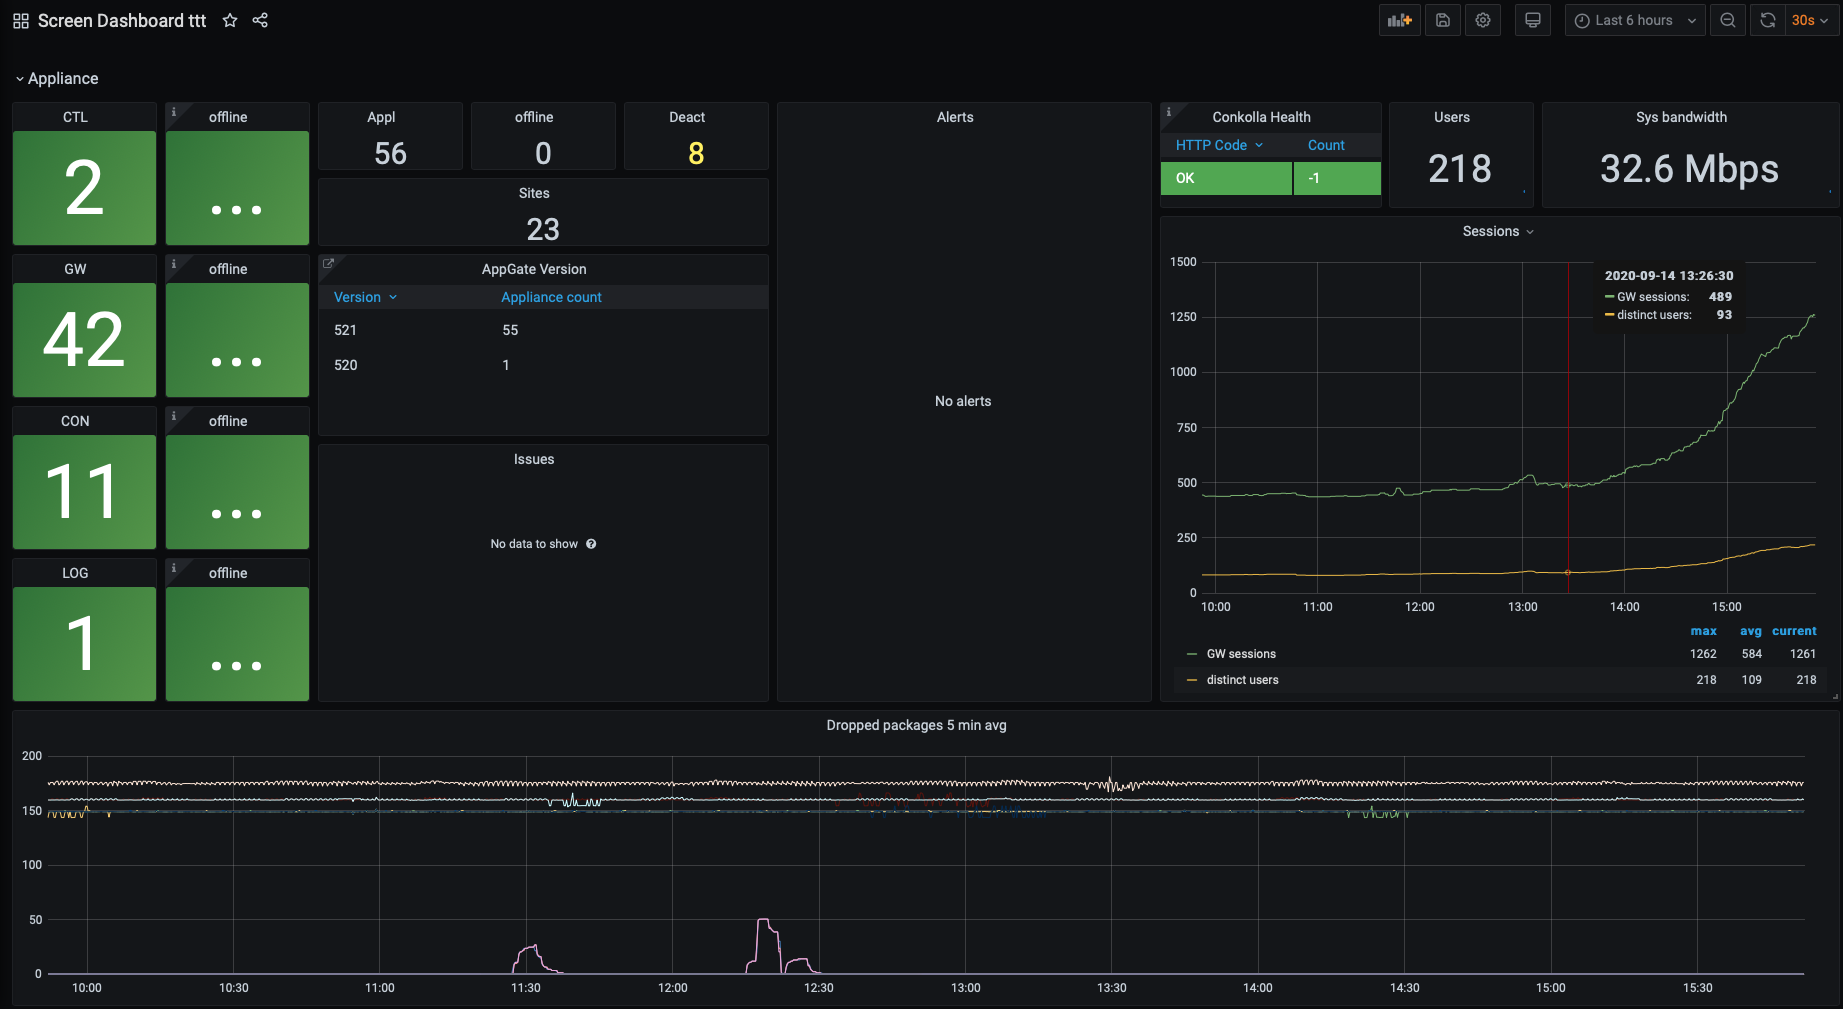 Screen Dashboard ttt
Last 6 hours
30s
Appliance
CTL
2
offline
...
Appl
56
offline
0
Deact
8
Sites
23
Alerts
No alerts
Conkolla Health
HTTP Code Count
OK -1
Users
218
Sys bandwidth
32.6 Mbps
GW
42
offline
...
AppGate Version
Version Appliance count
521 55
520 1
CON
11
offline
...
Issues
No data to show
LOG
1
offline
...
Sessions
1500
1250
1000
750
500
250
0
10:00 11:00 12:00 13:00 14:00 15:00
2020-09-14 13:26:30
GW sessions: 489
distinct users: 93
max avg current
GW sessions 1262 584 1261
distinct users 218 109 218
Dropped packages 5 min avg
200
150
100
50
0
10:00 10:30 11:00 11:30 12:00 12:30 13:00 13:30 14:00 14:30 15:00 15:30